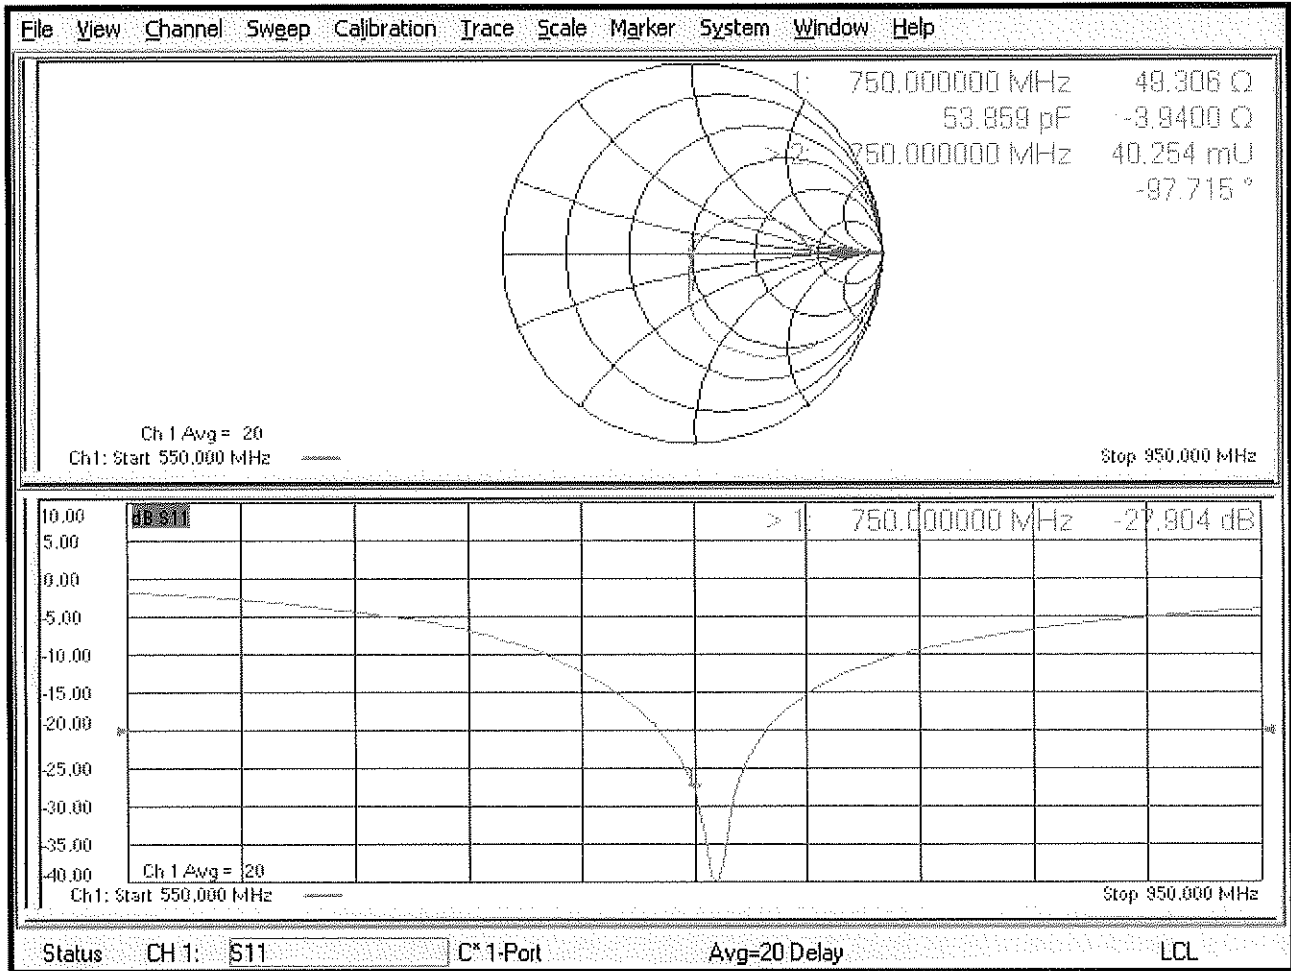 File View Channel Sweep Calibration Trace Scale Marker System Window Help
1: 750.000000 MHz 49.306 Ω
53.859 pF -3.9400 Ω
> 2: 750.000000 MHz 40.254 mU
-97.715 °
Ch 1 Avg = 20
Ch1: Start 550.000 MHz
Stop 950.000 MHz
10.00 dB S11 > 1: 750.000000 MHz -27.904 dB
5.00
0.00
-5.00
-10.00
-15.00
-20.00
-25.00
-30.00
-35.00
-40.00 Ch 1 Avg = 20
Ch1: Start 550.000 MHz
Stop 950.000 MHz
Status CH 1: S11 C* 1-Port Avg=20 Delay LCL